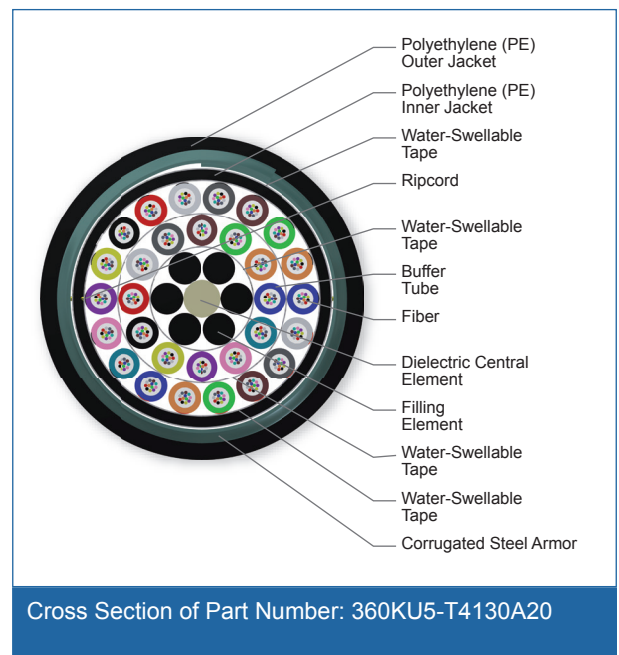 Polyethylene (PE)
Outer Jacket
Polyethylene (PE)
Inner Jacket
Water-Swellable
Tape
Ripcord
Water-Swellable
Tape
Buffer
Tube
Fiber
Dielectric Central
Element
Filling
Element
Water-Swellable
Tape
Water-Swellable
Tape
Corrugated Steel Armor
Cross Section of Part Number: 360KU5-T4130A20